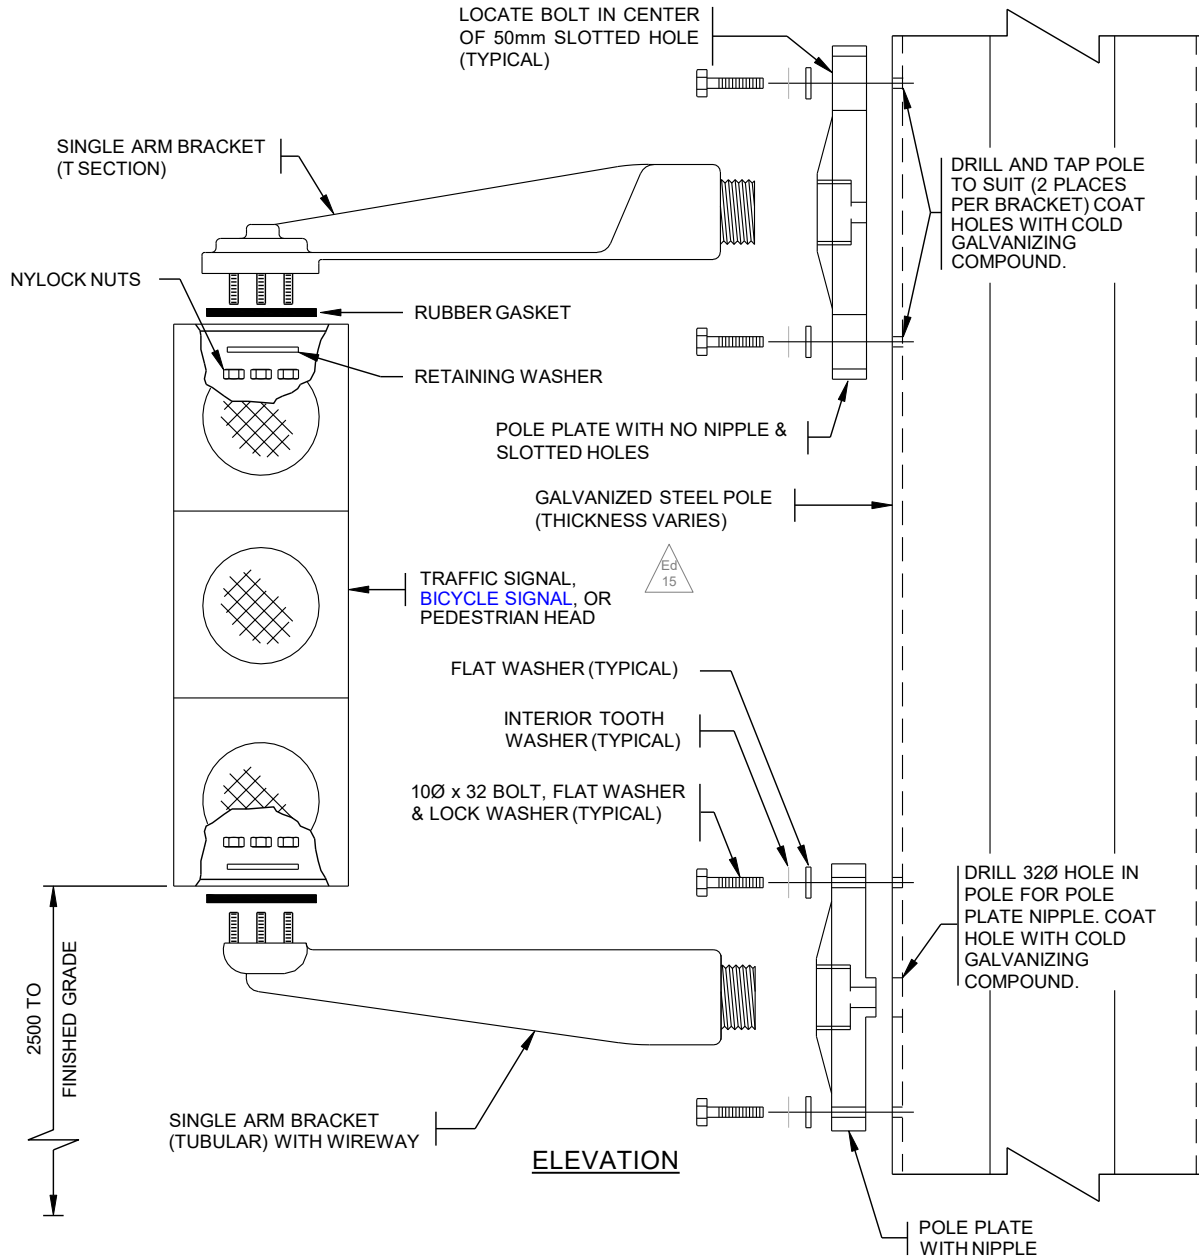 LOCATE BOLT IN CENTER
OF 50mm SLOTTED HOLE
(TYPICAL)
SINGLE ARM BRACKET
(T SECTION)
DRILL AND TAP POLE
TO SUIT (2 PLACES
PER BRACKET) COAT
HOLES WITH COLD
GALVANIZING
COMPOUND.
NYLOCK NUTS
RUBBER GASKET
RETAINING WASHER
POLE PLATE WITH NO NIPPLE &
SLOTTED HOLES
GALVANIZED STEEL POLE
(THICKNESS VARIES)
Ed
15
TRAFFIC SIGNAL,
BICYCLE SIGNAL, OR
PEDESTRIAN HEAD
FLAT WASHER (TYPICAL)
INTERIOR TOOTH
WASHER (TYPICAL)
10Ø x 32 BOLT, FLAT WASHER
& LOCK WASHER (TYPICAL)
DRILL 32Ø HOLE IN
POLE FOR POLE
PLATE NIPPLE. COAT
HOLE WITH COLD
GALVANIZING
COMPOUND.
2500 TO
FINISHED GRADE
SINGLE ARM BRACKET
(TUBULAR) WITH WIREWAY
ELEVATION
POLE PLATE
WITH NIPPLE